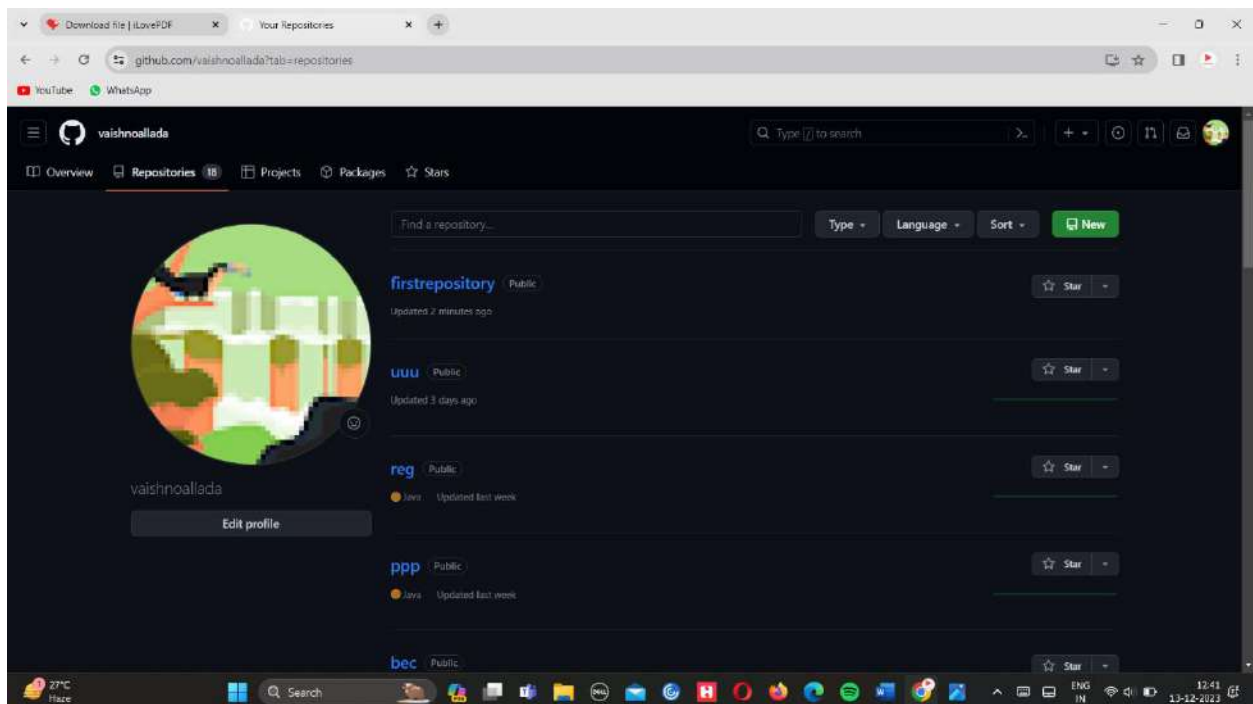 Download file | iLovePDF
Your Repositories
github.com/vaishnoallada?tab=repositories
YouTube WhatsApp
vaishnoallada
Type / to search
Overview Repositories 18 Projects Packages Stars
Find a repository...
Type Language Sort New
firstrepository Public Star
Updated 2 minutes ago
uuu Public Star
Updated 3 days ago
reg Public Star
vaishnoallada
Java Updated last week
Edit profile
ppp Public Star
Java Updated last week
bec Public Star
27°C
Haze
Search
ENG
IN
12:41
13-12-2023